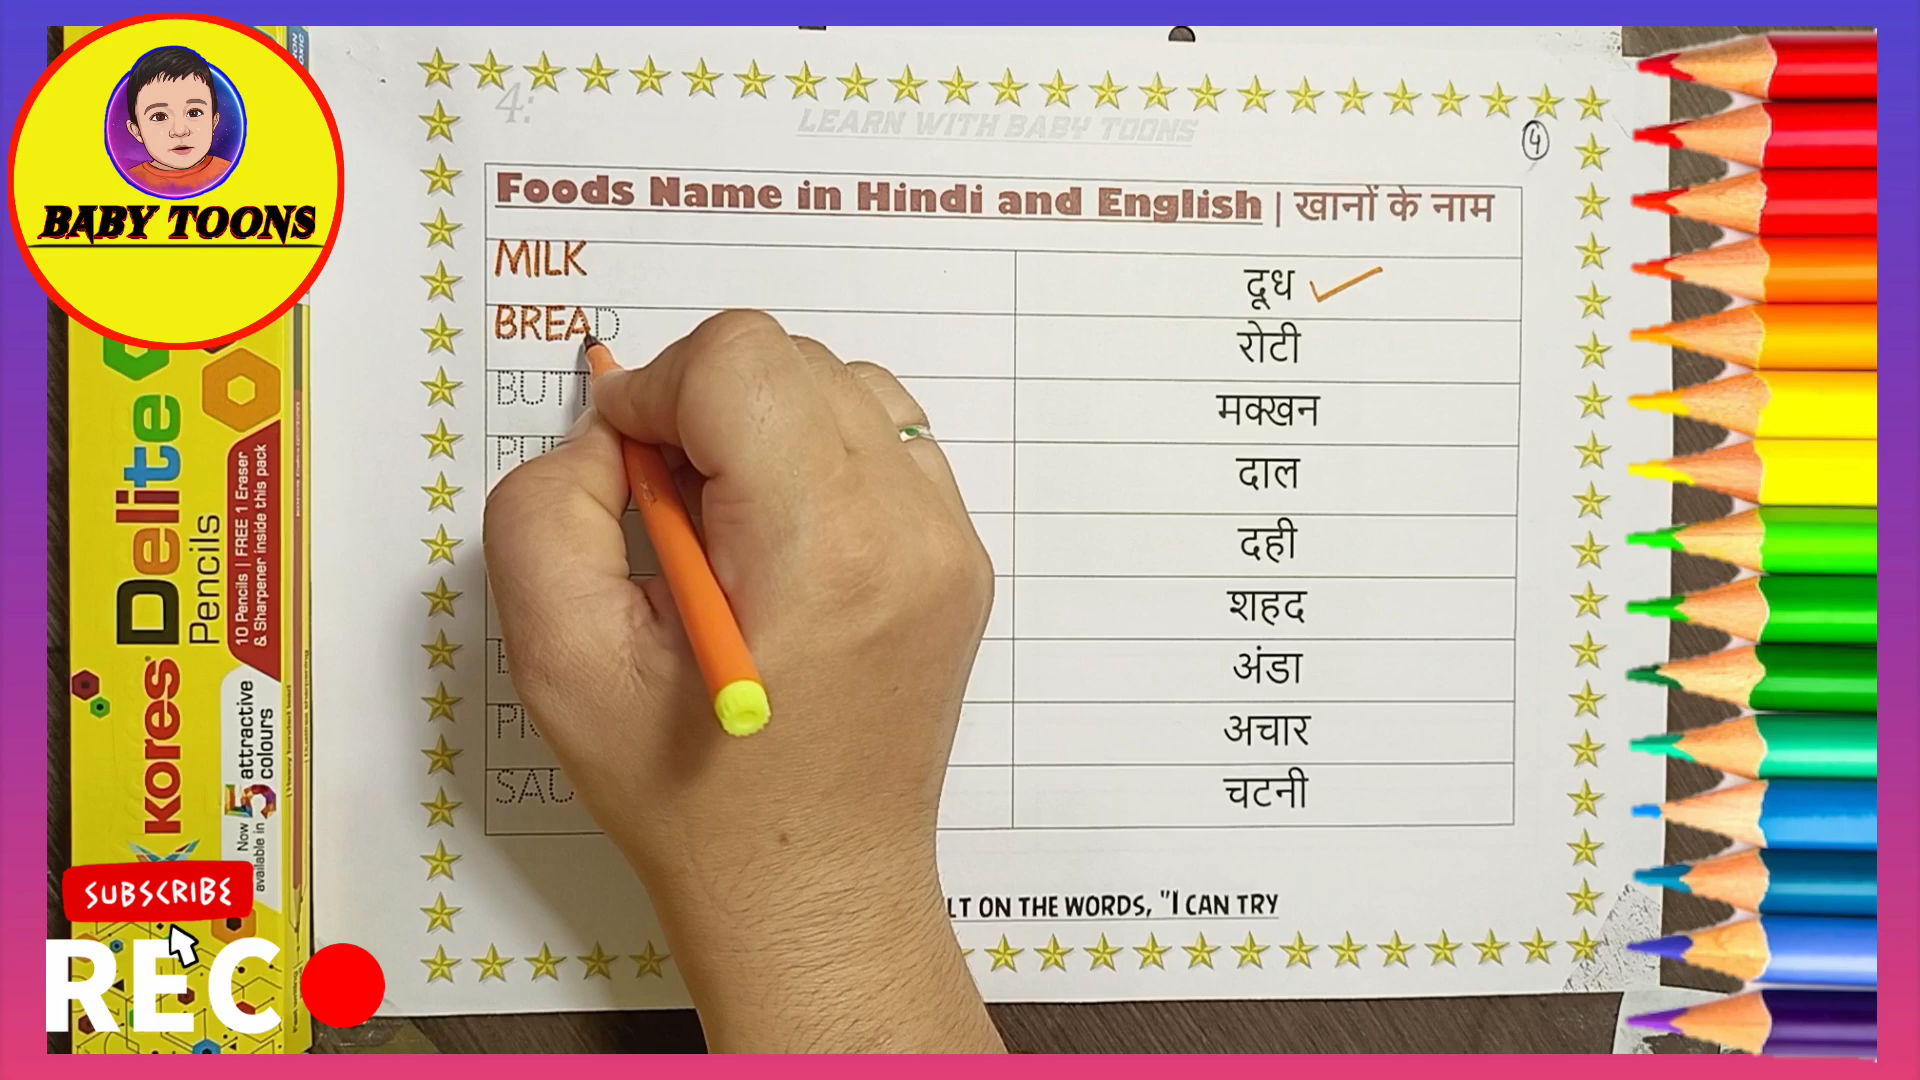 BABY TOONS
4:
LEARN WITH BABY TOONS
4
Foods Name in Hindi and English | खानों के नाम
MILK
दूध
BREAD
रोटी
BUTT
मक्खन
दाल
दही
शहद
अंडा
अचार
SAU
चटनी
LT ON THE WORDS, "I CAN TRY
Kores Delite
Pencils
10 Pencils | FREE 1 Eraser
& Sharpener inside this pack
Now
available in 5 attractive
colours
SUBSCRIBE
REC